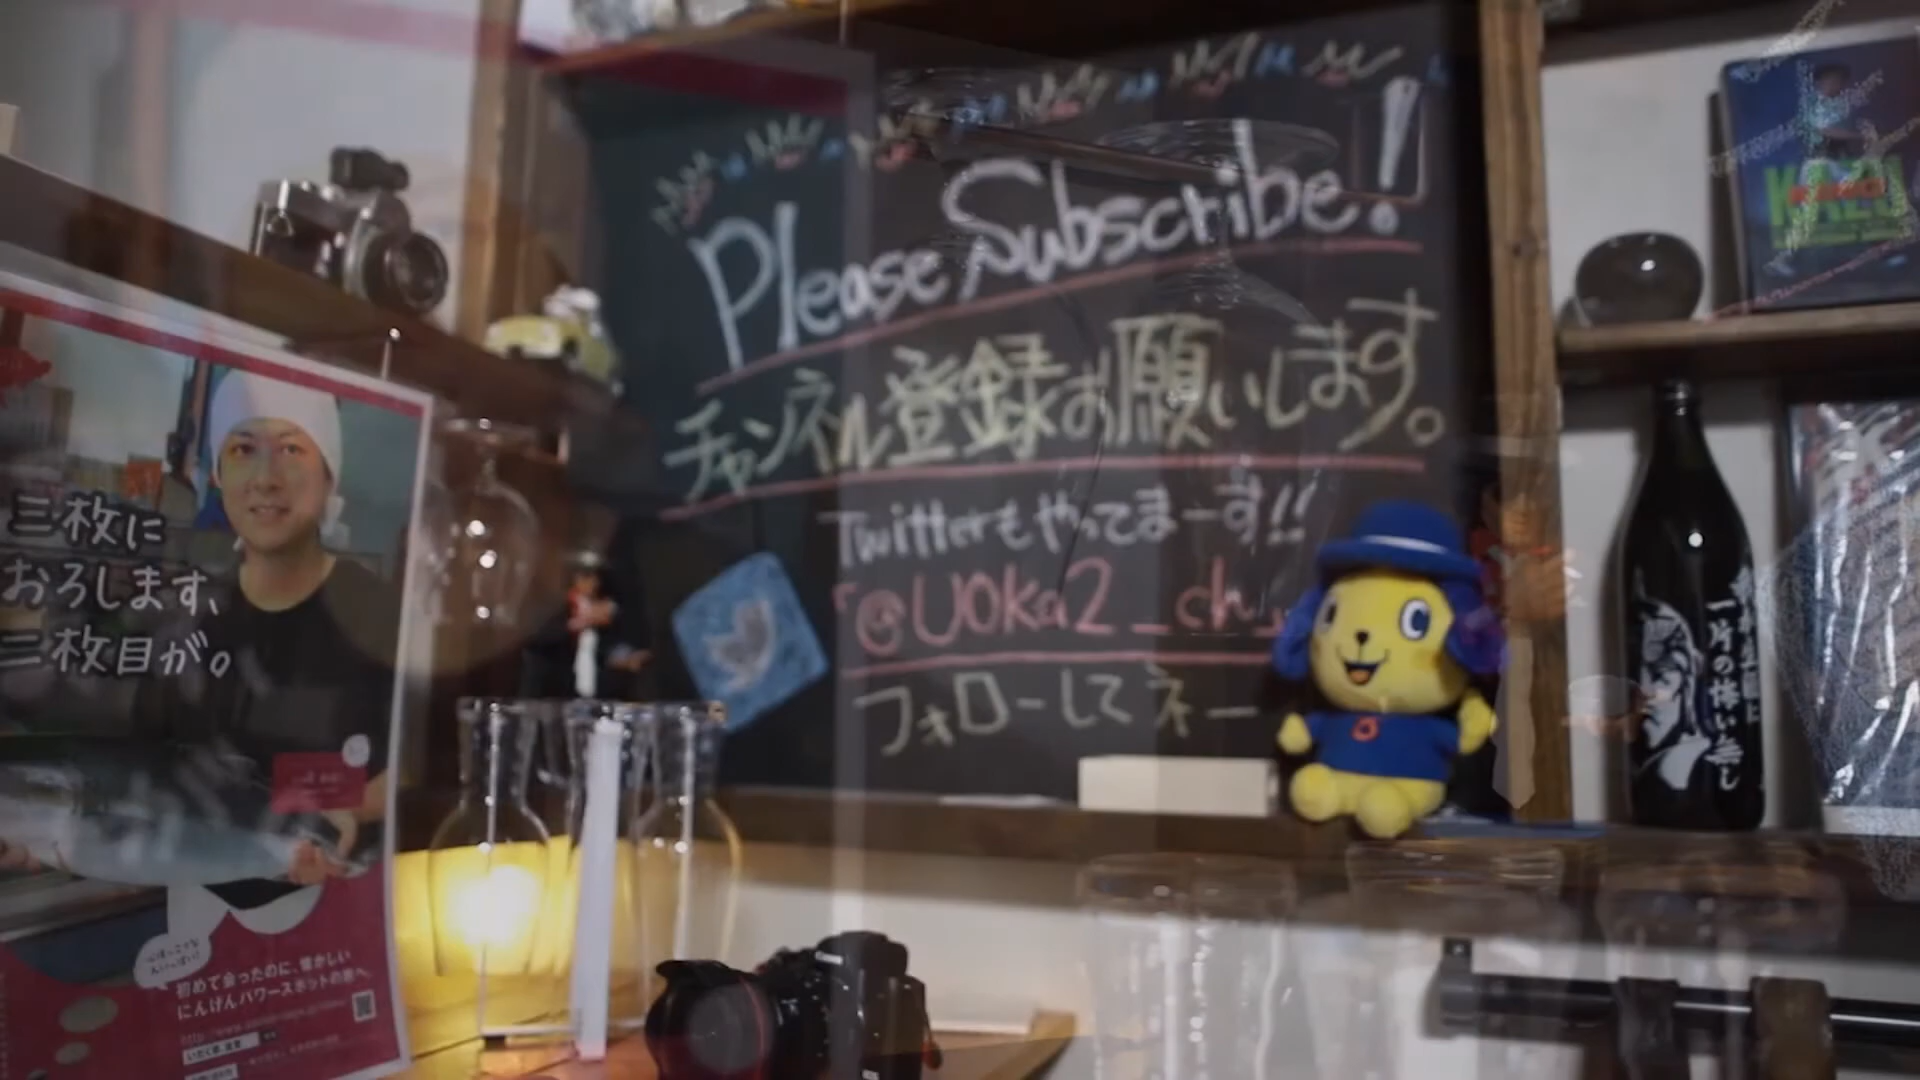 Please Subscribe!
チャンネル登録お願いします。
Twitterもやってまーす!!
「@UOKa2_ch」
フォローしてネー
三枚に
おろします、
二枚目が。
初めて会ったのに、懐かしい
にんげんパワースポットの旅へ
Canon
一片の悔い無し